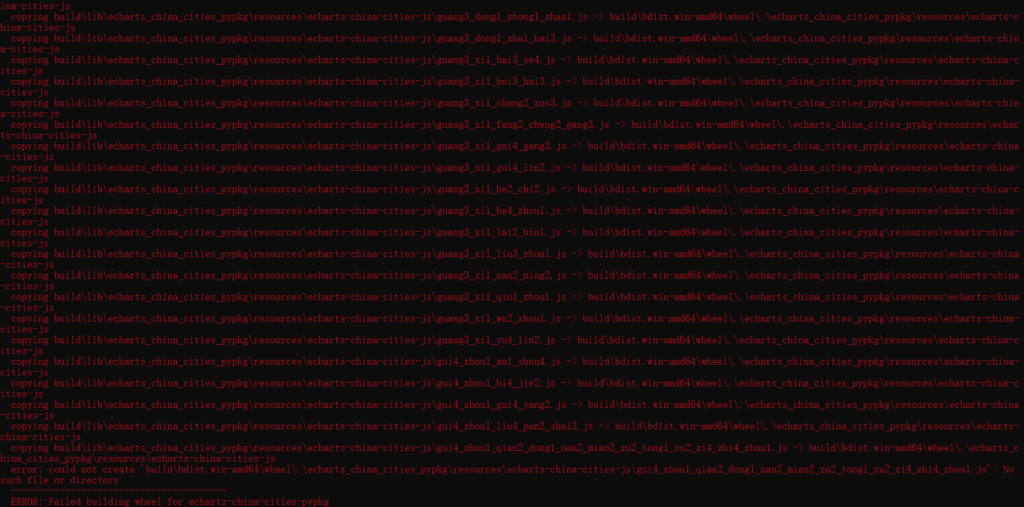 ina-cities-js
copying build\lib\echarts_china_cities_pypkg\resources\echarts-china-cities-js\guang3_dong1_zhong1_shan1.js -> build\bdist.win-amd64\wheel\.\echarts_china_cities_pypkg\resources\echarts-c
hina-cities-js
copying build\lib\echarts_china_cities_pypkg\resources\echarts-china-cities-js\guang3_dong1_zhu1_hai3.js -> build\bdist.win-amd64\wheel\.\echarts_china_cities_pypkg\resources\echarts-chin
a-cities-js
copying build\lib\echarts_china_cities_pypkg\resources\echarts-china-cities-js\guang3_xi1_bai3_se4.js -> build\bdist.win-amd64\wheel\.\echarts_china_cities_pypkg\resources\echarts-china-c
ities-js
copying build\lib\echarts_china_cities_pypkg\resources\echarts-china-cities-js\guang3_xi1_bei3_hai3.js -> build\bdist.win-amd64\wheel\.\echarts_china_cities_pypkg\resources\echarts-china-
cities-js
copying build\lib\echarts_china_cities_pypkg\resources\echarts-china-cities-js\guang3_xi1_chong2_zuo3.js -> build\bdist.win-amd64\wheel\.\echarts_china_cities_pypkg\resources\echarts-chin
a-cities-js
copying build\lib\echarts_china_cities_pypkg\resources\echarts-china-cities-js\guang3_xi1_fang2_cheng2_gang3.js -> build\bdist.win-amd64\wheel\.\echarts_china_cities_pypkg\resources\echar
ts-china-cities-js
copying build\lib\echarts_china_cities_pypkg\resources\echarts-china-cities-js\guang3_xi1_gui4_gang3.js -> build\bdist.win-amd64\wheel\.\echarts_china_cities_pypkg\resources\echarts-china
-cities-js
copying build\lib\echarts_china_cities_pypkg\resources\echarts-china-cities-js\guang3_xi1_gui4_lin2.js -> build\bdist.win-amd64\wheel\.\echarts_china_cities_pypkg\resources\echarts-china-
cities-js
copying build\lib\echarts_china_cities_pypkg\resources\echarts-china-cities-js\guang3_xi1_he2_chi2.js -> build\bdist.win-amd64\wheel\.\echarts_china_cities_pypkg\resources\echarts-china-c
ities-js
copying build\lib\echarts_china_cities_pypkg\resources\echarts-china-cities-js\guang3_xi1_he4_zhou1.js -> build\bdist.win-amd64\wheel\.\echarts_china_cities_pypkg\resources\echarts-china-
cities-js
copying build\lib\echarts_china_cities_pypkg\resources\echarts-china-cities-js\guang3_xi1_lai2_bin1.js -> build\bdist.win-amd64\wheel\.\echarts_china_cities_pypkg\resources\echarts-china-
cities-js
copying build\lib\echarts_china_cities_pypkg\resources\echarts-china-cities-js\guang3_xi1_liu3_zhou1.js -> build\bdist.win-amd64\wheel\.\echarts_china_cities_pypkg\resources\echarts-china
-cities-js
copying build\lib\echarts_china_cities_pypkg\resources\echarts-china-cities-js\guang3_xi1_nan2_ning2.js -> build\bdist.win-amd64\wheel\.\echarts_china_cities_pypkg\resources\echarts-china
-cities-js
copying build\lib\echarts_china_cities_pypkg\resources\echarts-china-cities-js\guang3_xi1_qin1_zhou1.js -> build\bdist.win-amd64\wheel\.\echarts_china_cities_pypkg\resources\echarts-china
-cities-js
copying build\lib\echarts_china_cities_pypkg\resources\echarts-china-cities-js\guang3_xi1_wu2_zhou1.js -> build\bdist.win-amd64\wheel\.\echarts_china_cities_pypkg\resources\echarts-china-
cities-js
copying build\lib\echarts_china_cities_pypkg\resources\echarts-china-cities-js\guang3_xi1_yu4_lin2.js -> build\bdist.win-amd64\wheel\.\echarts_china_cities_pypkg\resources\echarts-china-c
ities-js
copying build\lib\echarts_china_cities_pypkg\resources\echarts-china-cities-js\gui4_zhou1_an1_shun4.js -> build\bdist.win-amd64\wheel\.\echarts_china_cities_pypkg\resources\echarts-china-
cities-js
copying build\lib\echarts_china_cities_pypkg\resources\echarts-china-cities-js\gui4_zhou1_bi4_jie2.js -> build\bdist.win-amd64\wheel\.\echarts_china_cities_pypkg\resources\echarts-china-c
ities-js
copying build\lib\echarts_china_cities_pypkg\resources\echarts-china-cities-js\gui4_zhou1_gui4_yang2.js -> build\bdist.win-amd64\wheel\.\echarts_china_cities_pypkg\resources\echarts-china
-cities-js
copying build\lib\echarts_china_cities_pypkg\resources\echarts-china-cities-js\gui4_zhou1_liu4_pan2_shui3.js -> build\bdist.win-amd64\wheel\.\echarts_china_cities_pypkg\resources\echarts-
china-cities-js
copying build\lib\echarts_china_cities_pypkg\resources\echarts-china-cities-js\gui4_zhou1_qian2_dong1_nan2_miao2_zu2_tong1_zu2_zi4_zhi4_zhou1.js -> build\bdist.win-amd64\wheel\.\echarts_c
hina_cities_pypkg\resources\echarts-china-cities-js
error: could not create 'build\bdist.win-amd64\wheel\.\echarts_china_cities_pypkg\resources\echarts-china-cities-js\gui4_zhou1_qian2_dong1_nan2_miao2_zu2_tong1_zu2_zi4_zhi4_zhou1.js': No
such file or directory
----------------------------------------
ERROR: Failed building wheel for echarts-china-cities-pypkg